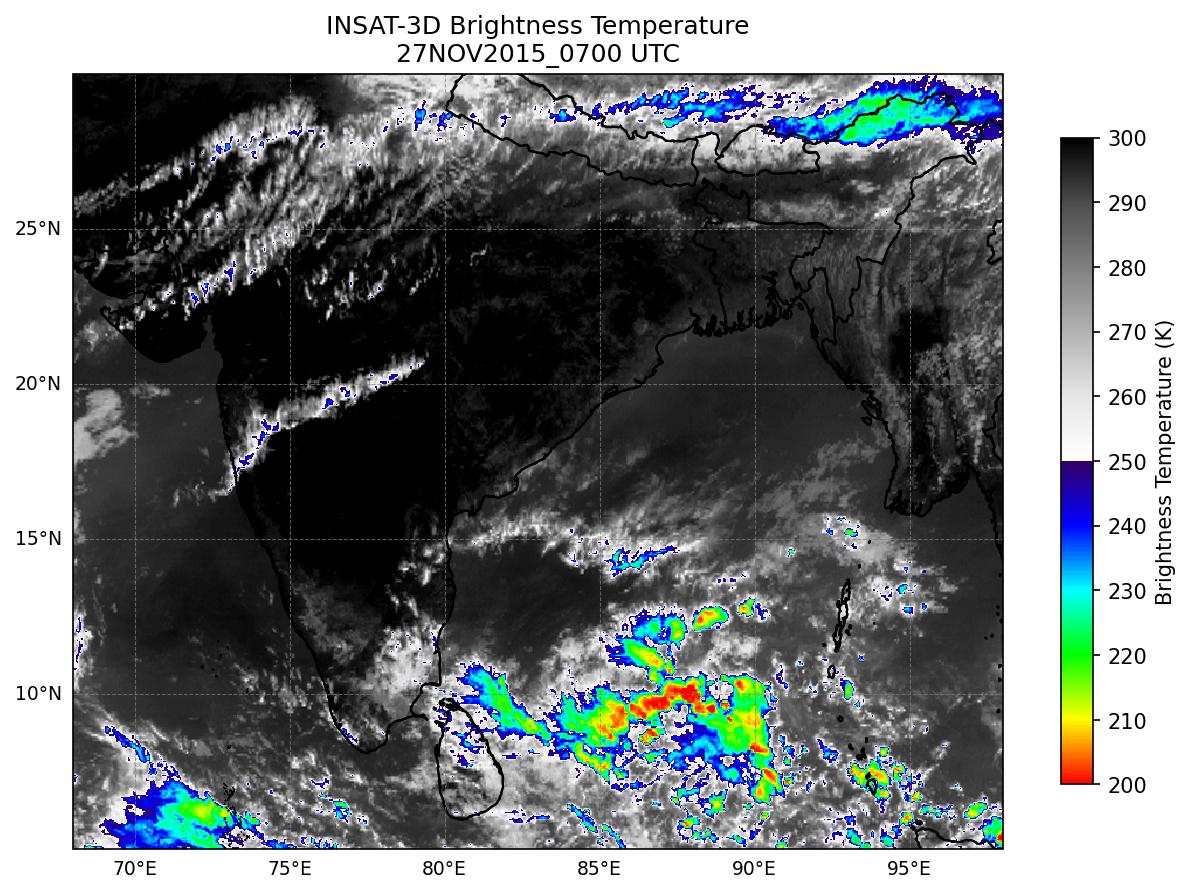 INSAT-3D Brightness Temperature
27NOV2015_0700 UTC
25°N
20°N
15°N
10°N
70°E
75°E
80°E
85°E
90°E
95°E
300
290
280
270
260
250
240
230
220
210
200
Brightness Temperature (K)